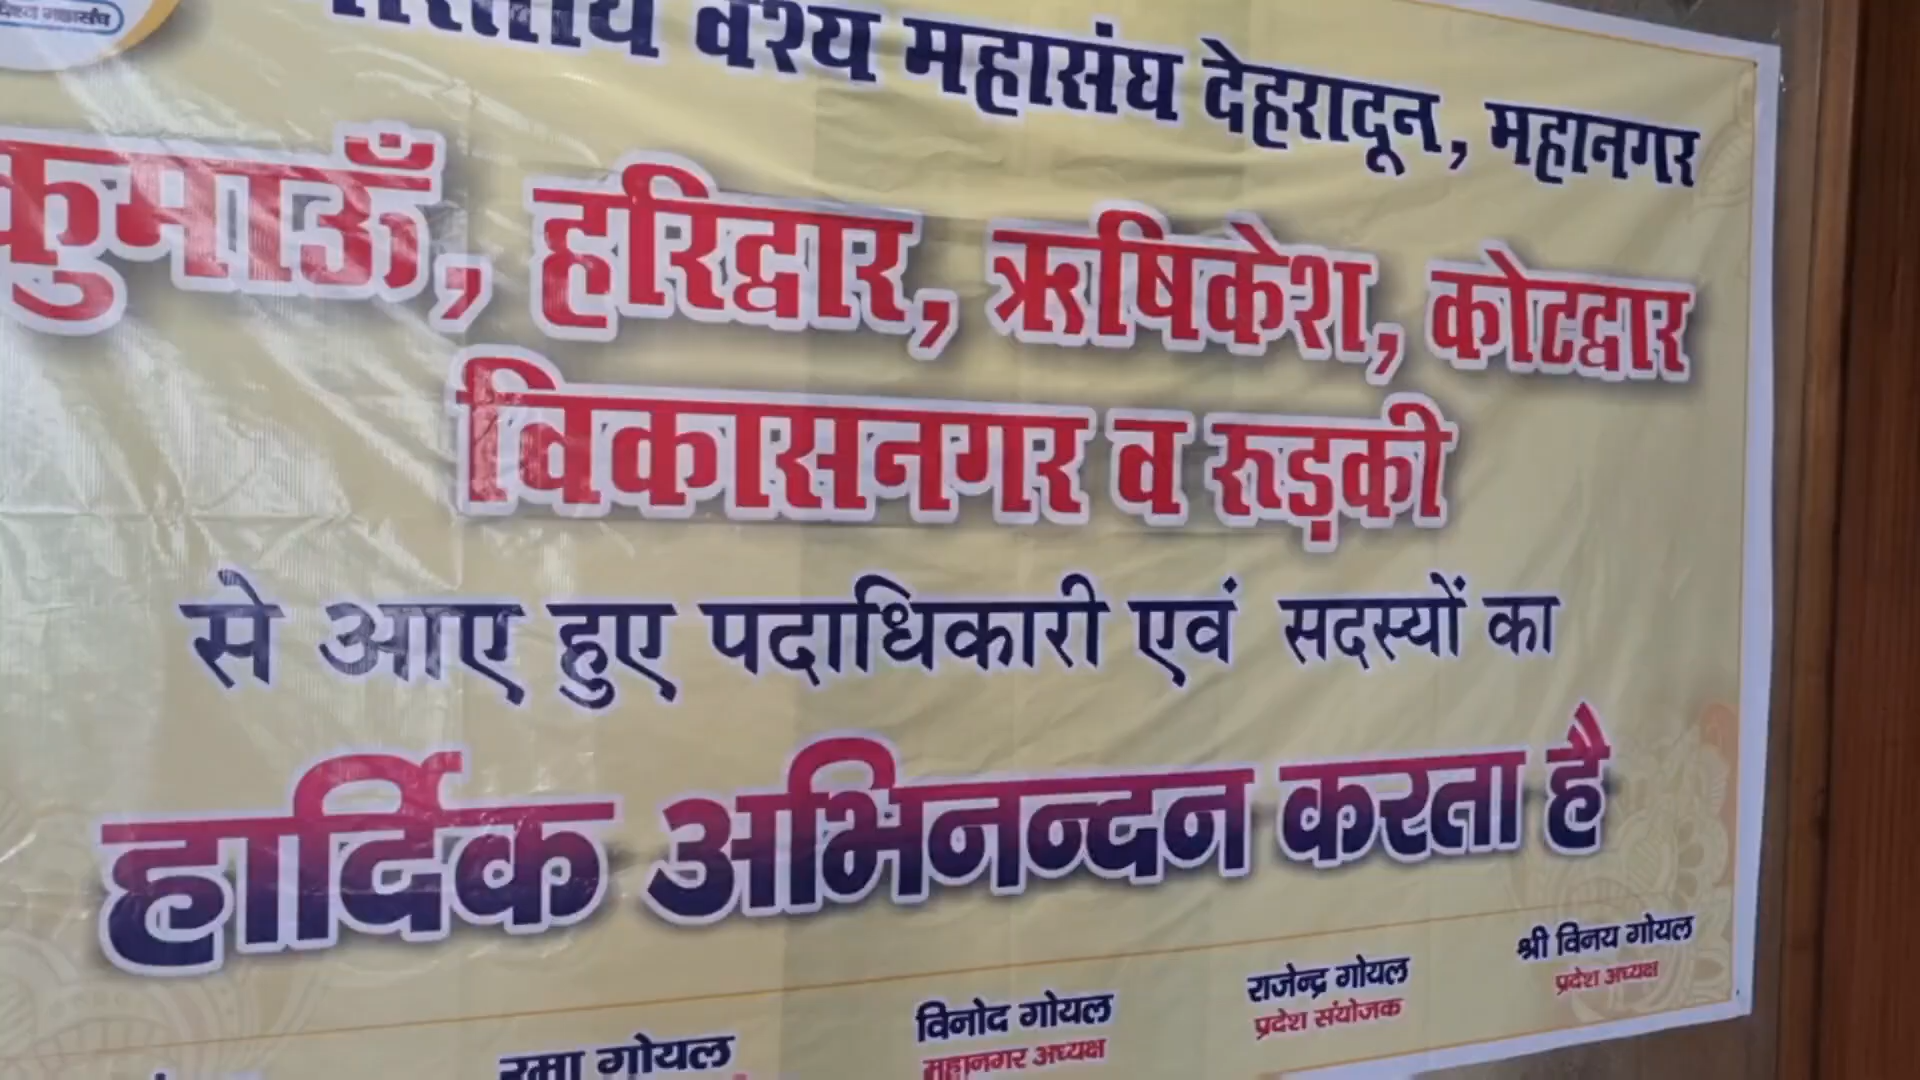 वैश्य महासंघ देहरादून, महानगर
कुमाऊँ, हरिद्वार, ऋषिकेश, कोटद्वार
विकासनगर व रुड़की
से आए हुए पदाधिकारी एवं सदस्यों का
हार्दिक अभिनन्दन करता है
श्री विनय गोयल
प्रदेश अध्यक्ष
राजेन्द्र गोयल
प्रदेश संयोजक
विनोद गोयल
महानगर अध्यक्ष
रमा गोयल